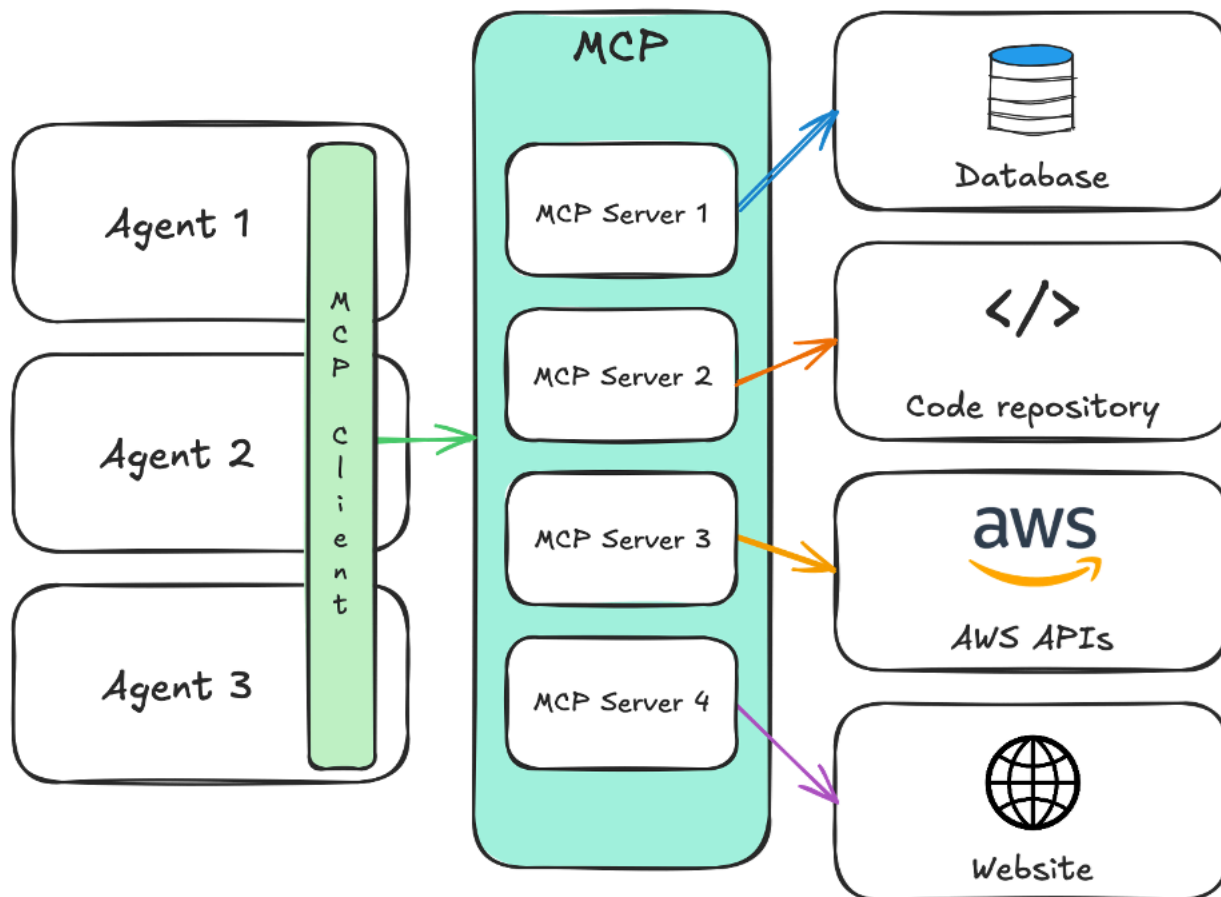 MCP
Agent 1
Agent 2
Agent 3
MCP Client
MCP Server 1
MCP Server 2
MCP Server 3
MCP Server 4
Database
</>
Code repository
aws
AWS APIs
Website